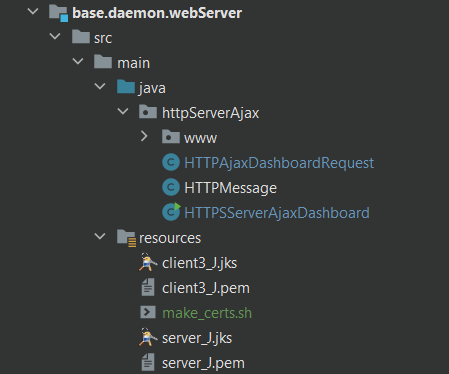 base.daemon.webServer
src
main
java
httpServerAjax
www
HTTPAjaxDashboardRequest
HTTPMessage
HTTPSServerAjaxDashboard
resources
client3_J.jks
client3_J.pem
make_certs.sh
server_J.jks
server_J.pem